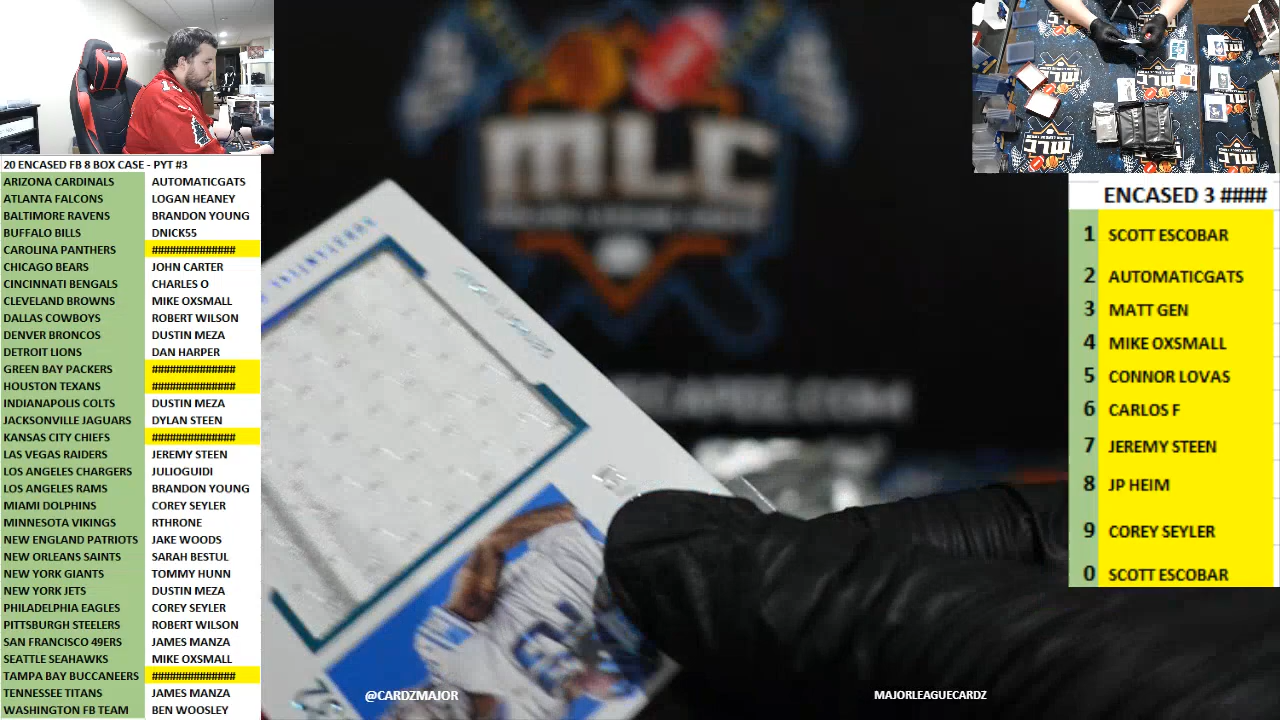 20 ENCASED FB 8 BOX CASE - PYT #3
ARIZONA CARDINALS AUTOMATICGATS
ATLANTA FALCONS LOGAN HEANEY
BALTIMORE RAVENS BRANDON YOUNG
BUFFALO BILLS DNICK55
CAROLINA PANTHERS ##############
CHICAGO BEARS JOHN CARTER
CINCINNATI BENGALS CHARLES O
CLEVELAND BROWNS MIKE OXSMALL
DALLAS COWBOYS ROBERT WILSON
DENVER BRONCOS DUSTIN MEZA
DETROIT LIONS DAN HARPER
GREEN BAY PACKERS ##############
HOUSTON TEXANS ##############
INDIANAPOLIS COLTS DUSTIN MEZA
JACKSONVILLE JAGUARS DYLAN STEEN
KANSAS CITY CHIEFS ##############
LAS VEGAS RAIDERS JEREMY STEEN
LOS ANGELES CHARGERS JULIOGUIDI
LOS ANGELES RAMS BRANDON YOUNG
MIAMI DOLPHINS COREY SEYLER
MINNESOTA VIKINGS RTHRONE
NEW ENGLAND PATRIOTS JAKE WOODS
NEW ORLEANS SAINTS SARAH BESTUL
NEW YORK GIANTS TOMMY HUNN
NEW YORK JETS DUSTIN MEZA
PHILADELPHIA EAGLES COREY SEYLER
PITTSBURGH STEELERS ROBERT WILSON
SAN FRANCISCO 49ERS JAMES MANZA
SEATTLE SEAHAWKS MIKE OXSMALL
TAMPA BAY BUCCANEERS ##############
TENNESSEE TITANS JAMES MANZA
WASHINGTON FB TEAM BEN WOOSLEY
MLC
@CARDZMAJOR
MAJORLEAGUECARDZ
ENCASED 3 ####
1 SCOTT ESCOBAR
2 AUTOMATICGATS
3 MATT GEN
4 MIKE OXSMALL
5 CONNOR LOVAS
6 CARLOS F
7 JEREMY STEEN
8 JP HEIM
9 COREY SEYLER
0 SCOTT ESCOBAR